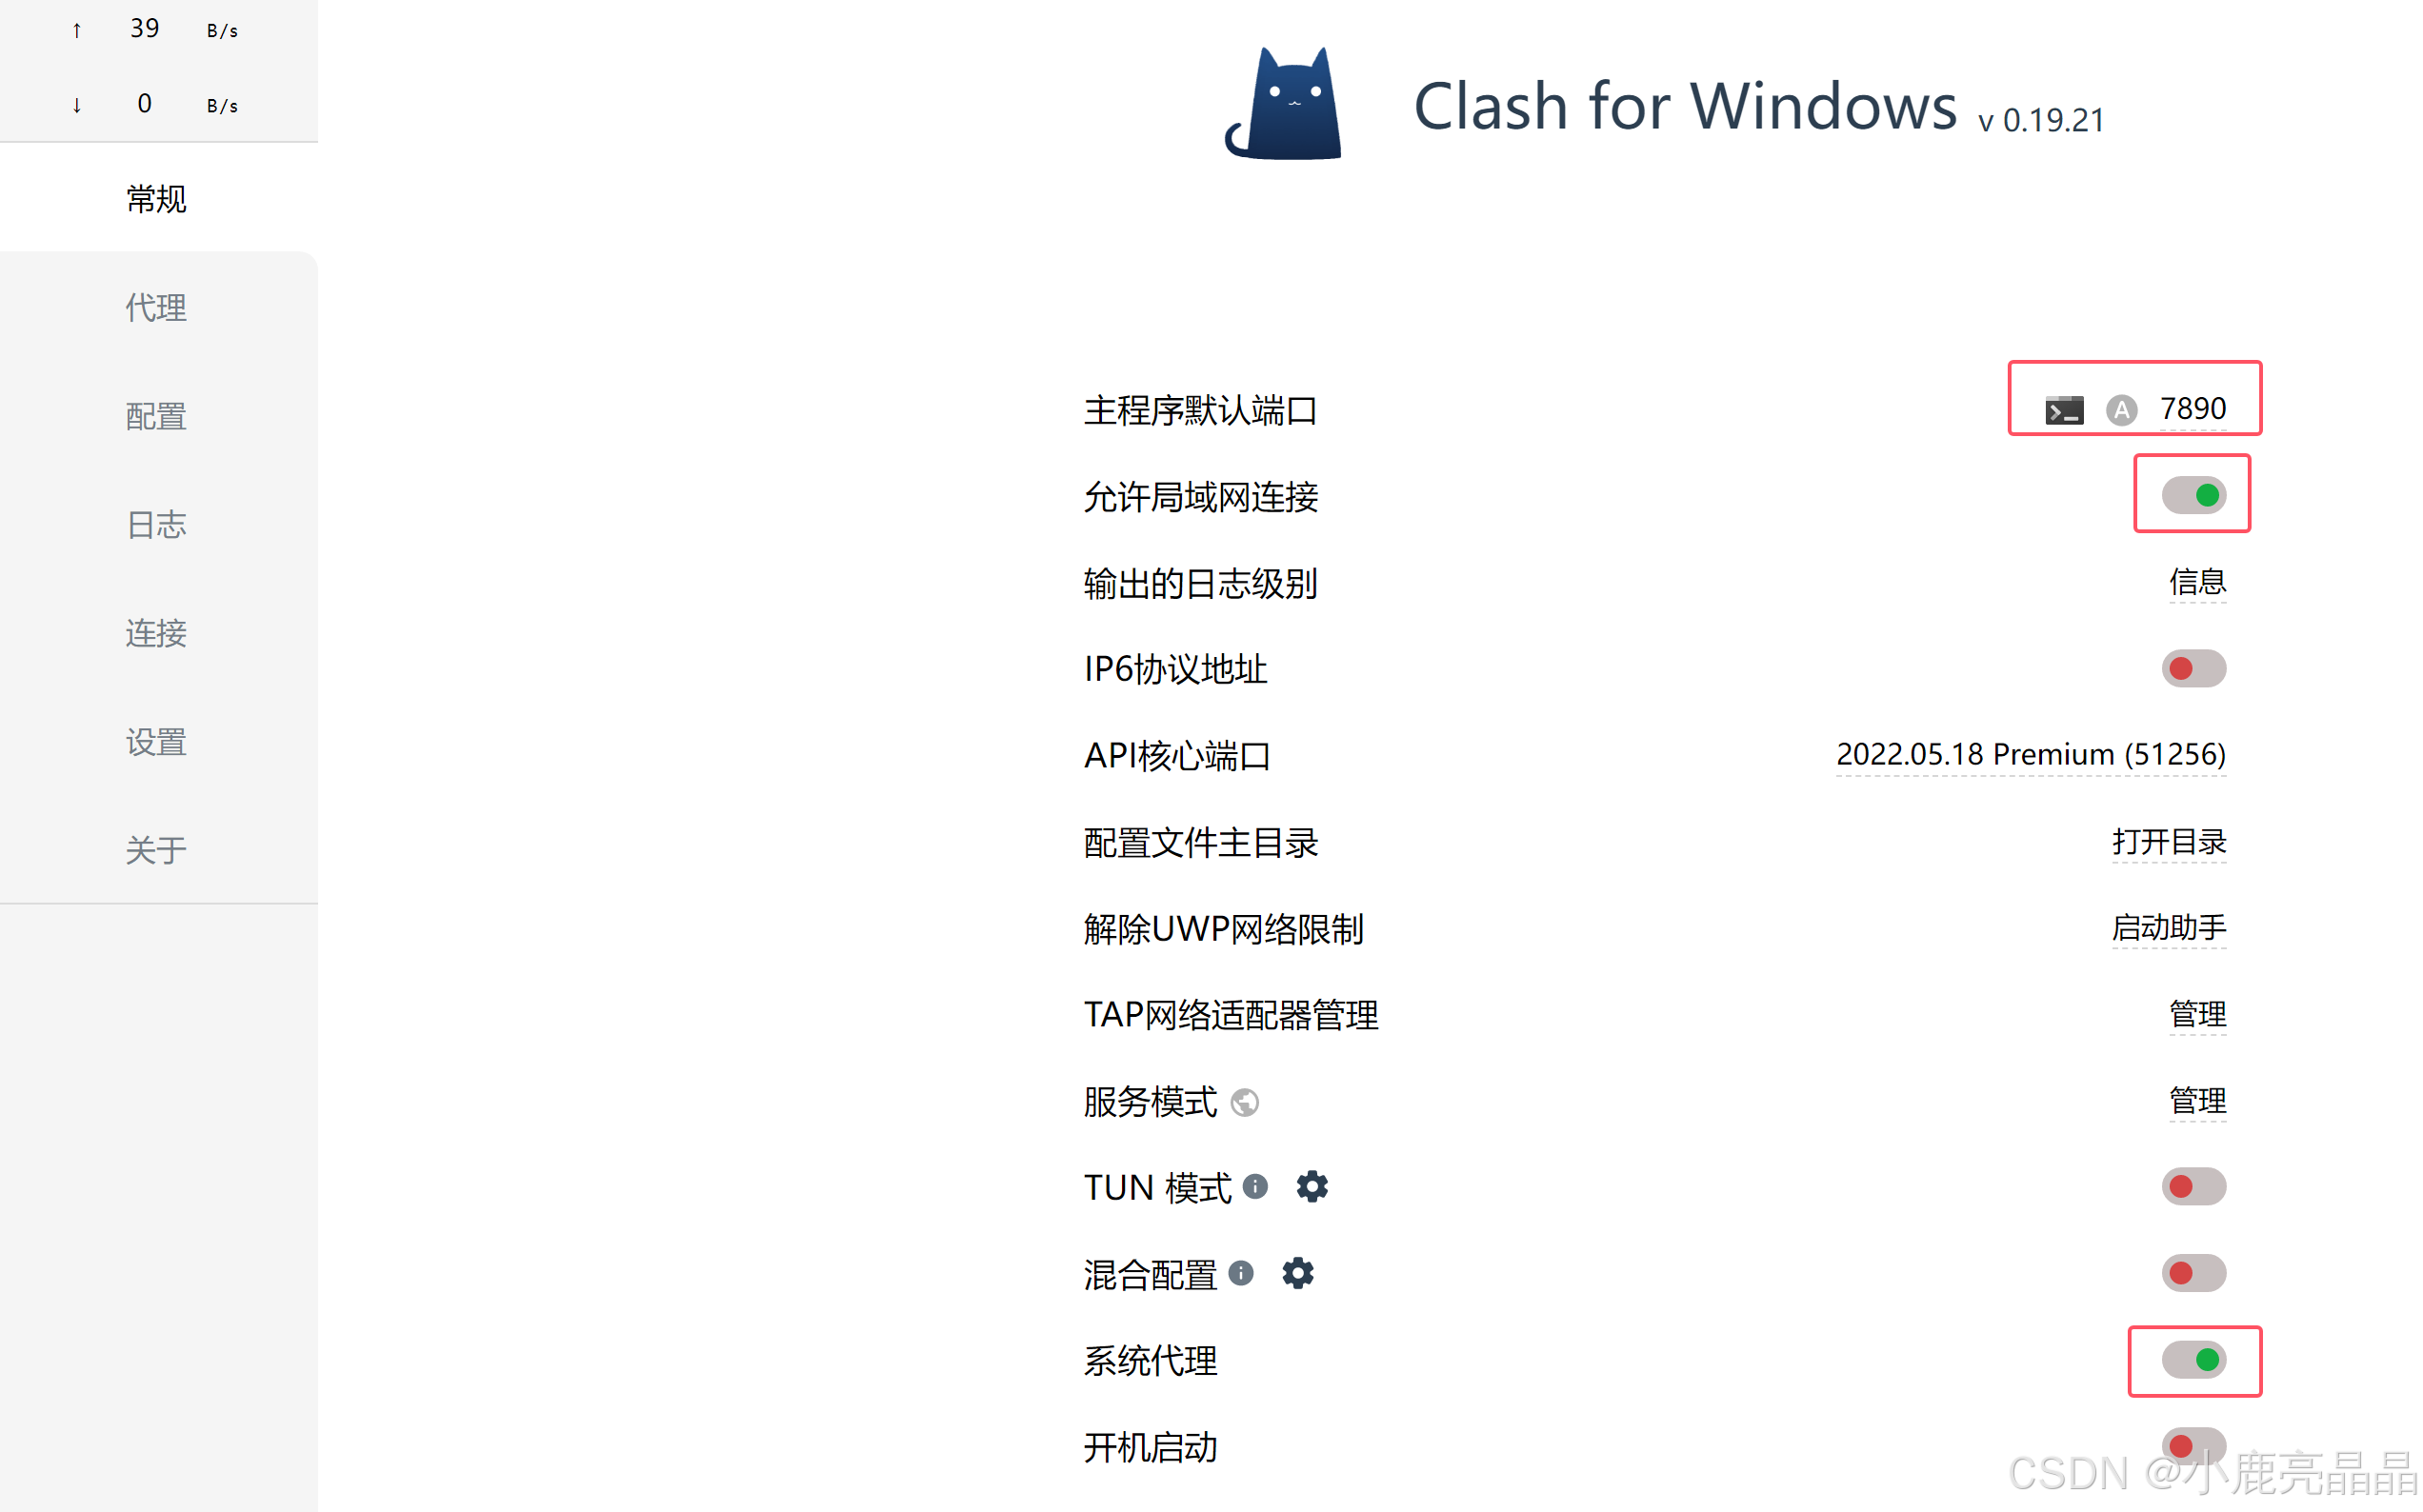 ↑ 39 B/s
↓ 0 B/s
常规
代理
配置
日志
连接
设置
关于
Clash for Windows v 0.19.21
主程序默认端口 A 7890
允许局域网连接
输出的日志级别 信息
IP6协议地址
API核心端口 2022.05.18 Premium (51256)
配置文件主目录 打开目录
解除UWP网络限制 启动助手
TAP网络适配器管理 管理
服务模式 管理
TUN 模式
混合配置
系统代理
开机启动
CSDN @小鹿亮晶晶